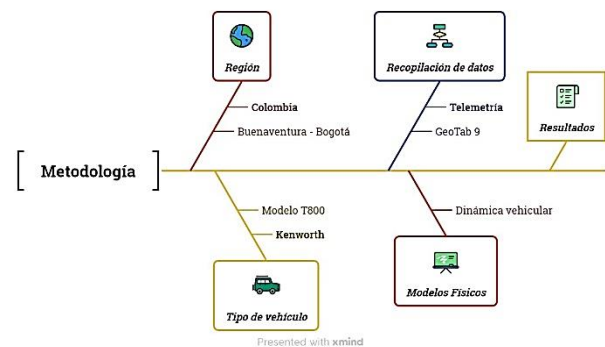 Región
Recopilación de datos
Colombia
Buenaventura - Bogotá
Telemetría
GeoTab 9
Resultados
Metodología
Modelo T800
Kenworth
Dinámica vehicular
Tipo de vehículo
Modelos Físicos
Presented with xmind